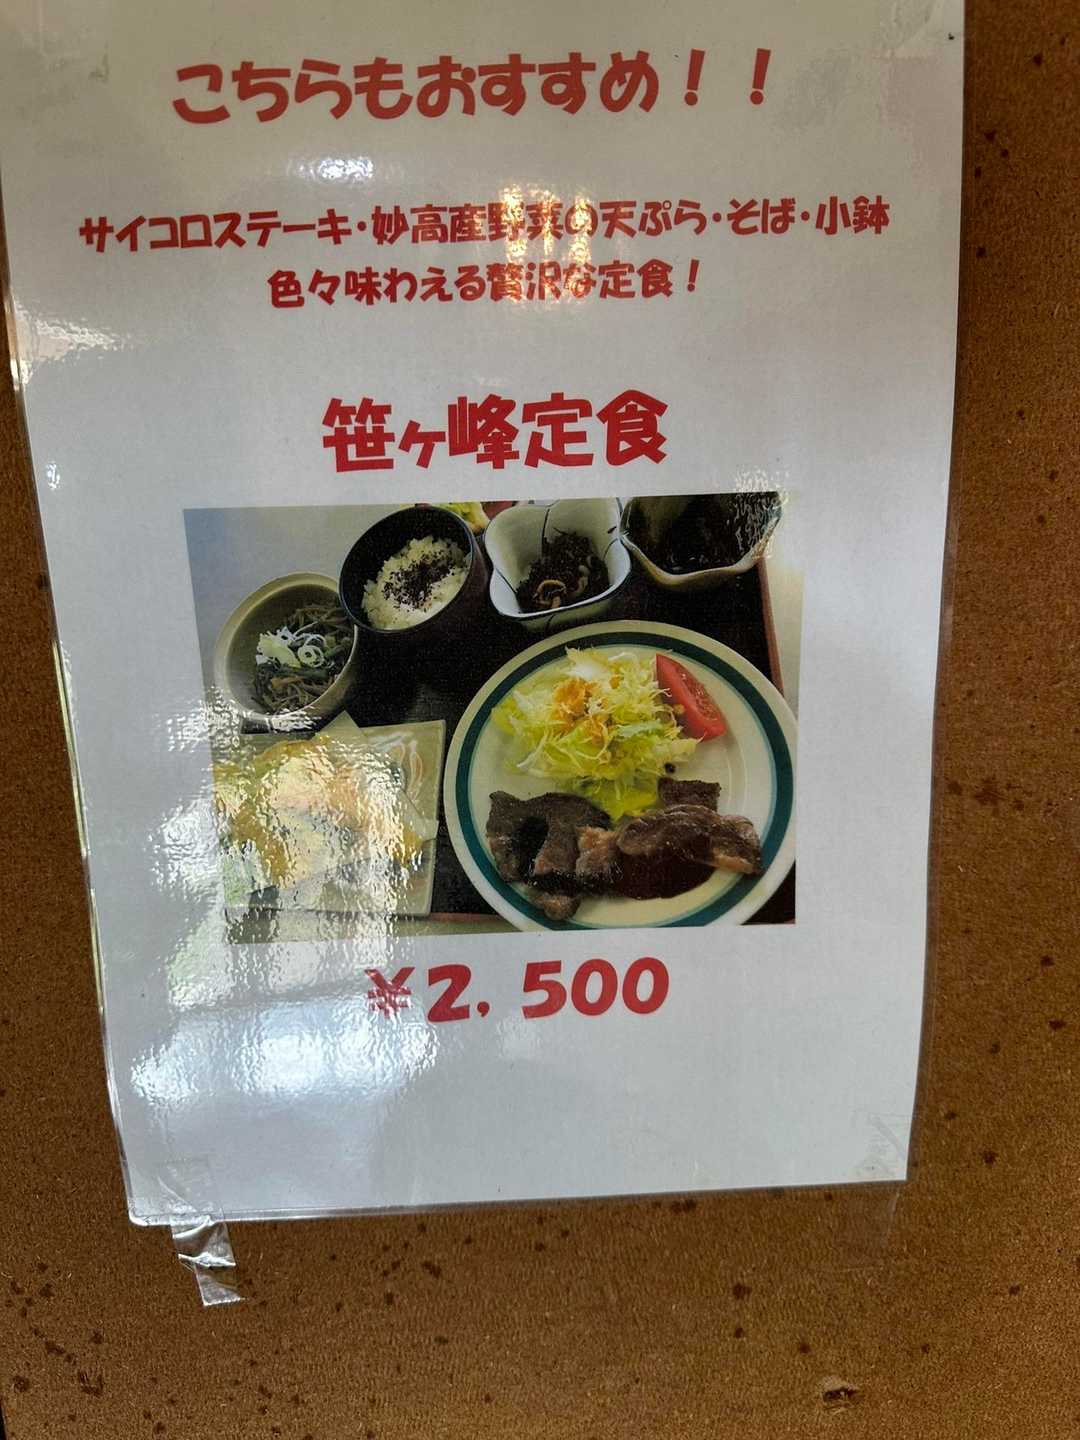 こちらもおすすめ！！
サイコロステーキ・妙高産野菜の天ぷら・そば・小鉢
色々味わえる贅沢な定食！
笹ヶ峰定食
￥２，５００